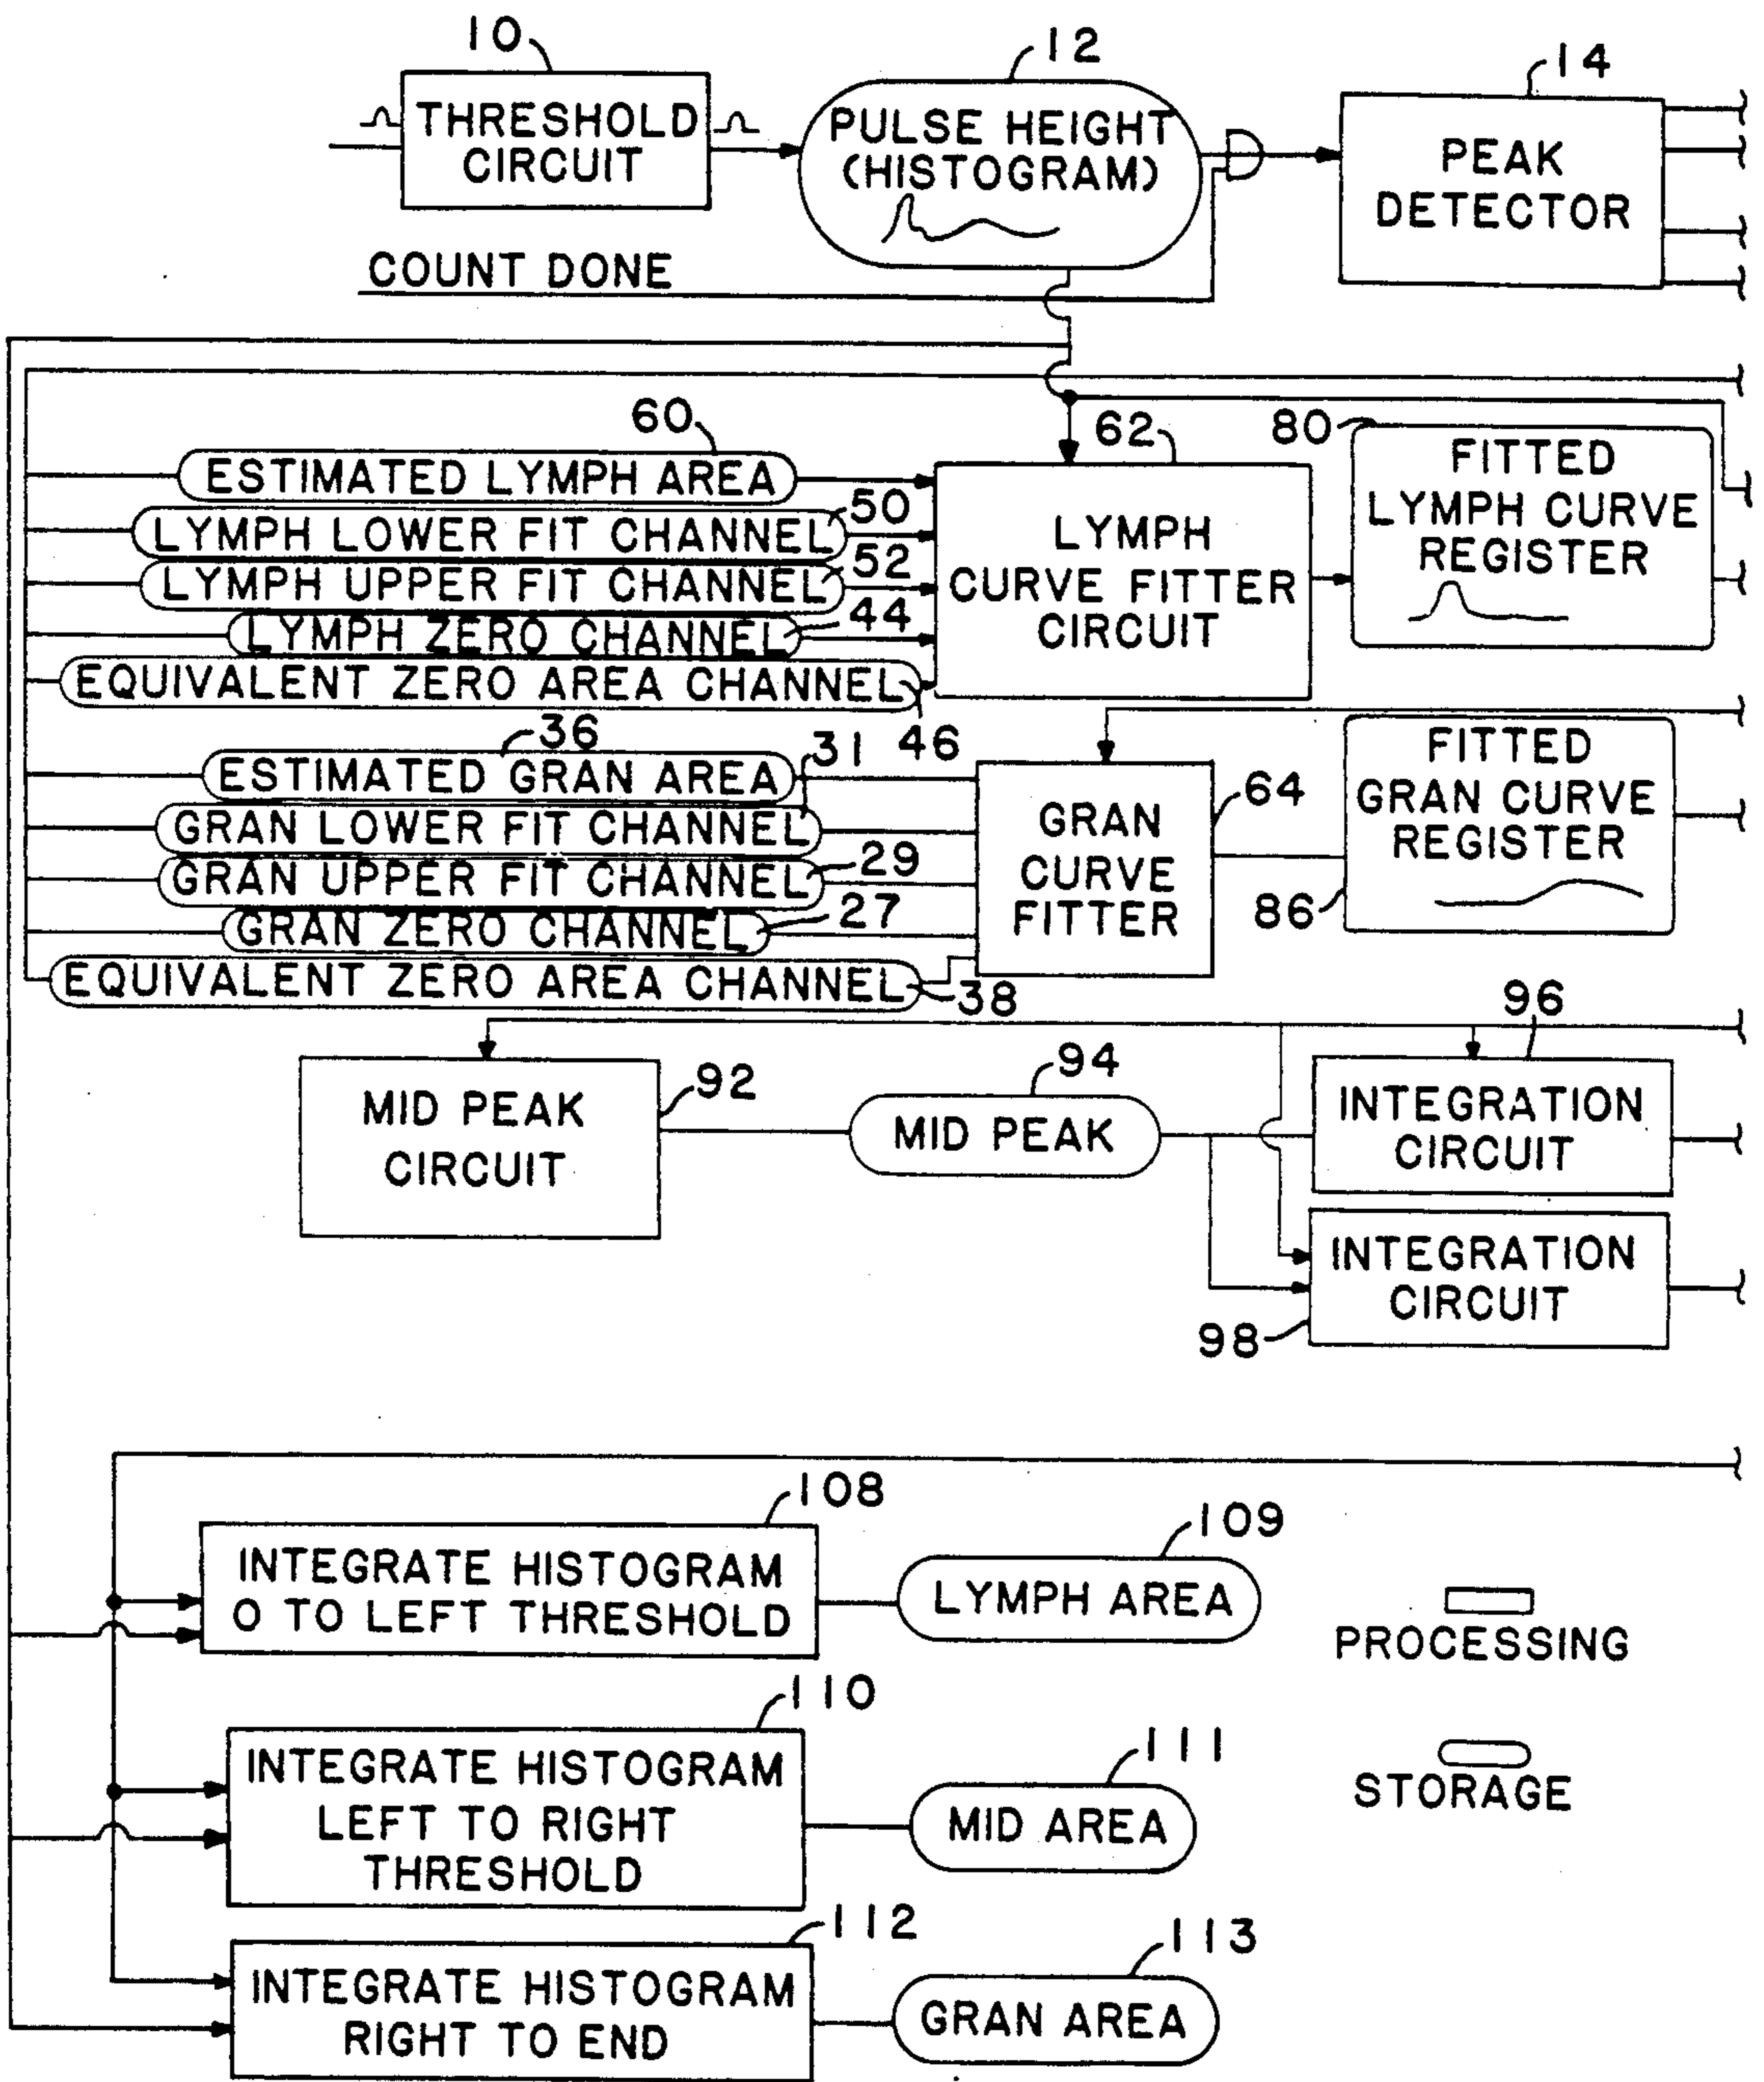 10
12
14
THRESHOLD
CIRCUIT
PULSE HEIGHT
(HISTOGRAM)
PEAK
DETECTOR
COUNT DONE
60
62
80
ESTIMATED LYMPH AREA
50
LYMPH LOWER FIT CHANNEL
52
LYMPH UPPER FIT CHANNEL
44
LYMPH ZERO CHANNEL
EQUIVALENT ZERO AREA CHANNEL
46
LYMPH
CURVE FITTER
CIRCUIT
FITTED
LYMPH CURVE
REGISTER
36
31
ESTIMATED GRAN AREA
GRAN LOWER FIT CHANNEL
29
GRAN UPPER FIT CHANNEL
27
GRAN ZERO CHANNEL
EQUIVALENT ZERO AREA CHANNEL
38
GRAN
CURVE
FITTER
64
FITTED
GRAN CURVE
REGISTER
86
96
92
94
MID PEAK
CIRCUIT
MID PEAK
INTEGRATION
CIRCUIT
INTEGRATION
CIRCUIT
98
108
109
INTEGRATE HISTOGRAM
0 TO LEFT THRESHOLD
LYMPH AREA
PROCESSING
110
111
INTEGRATE HISTOGRAM
LEFT TO RIGHT
THRESHOLD
MID AREA
STORAGE
112
113
INTEGRATE HISTOGRAM
RIGHT TO END
GRAN AREA